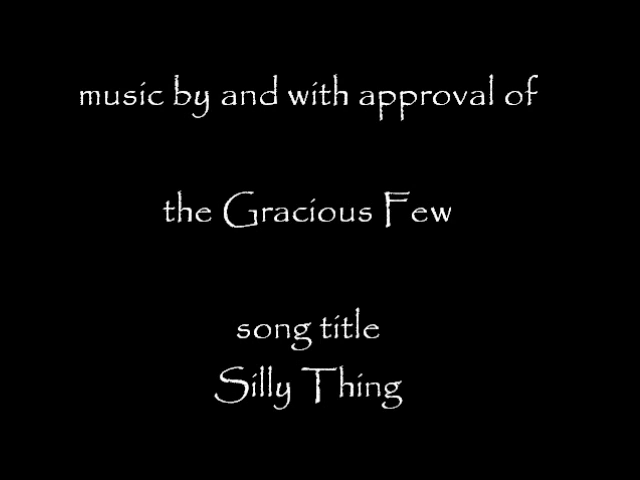 music by and with approval of
the Gracious Few
song title
Silly Thing